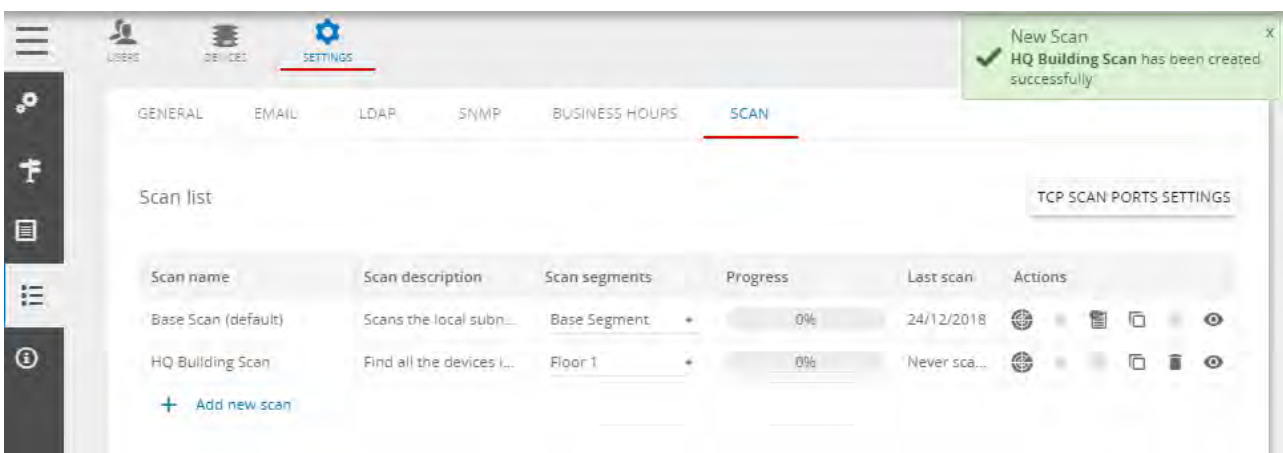 USERS DEVICES SETTINGS
New Scan x
HQ Building Scan has been created
successfully
GENERAL EMAIL LDAP SNMP BUSINESS HOURS SCAN
Scan list
TCP SCAN PORTS SETTINGS
Scan name Scan description Scan segments Progress Last scan Actions
Base Scan (default) Scans the local subn... Base Segment 0% 24/12/2018
HQ Building Scan Find all the devices i... Floor 1 0% Never sca...
+ Add new scan